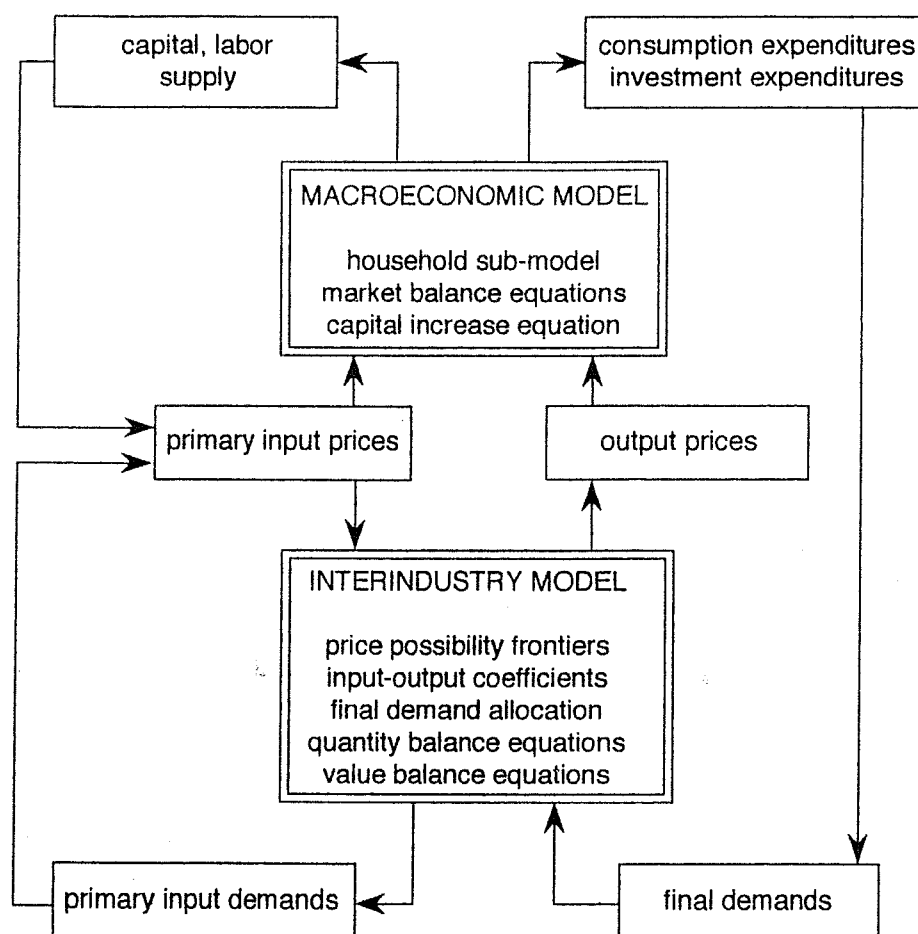 capital, labor
supply
consumption expenditures
investment expenditures
MACROECONOMIC MODEL
household sub-model
market balance equations
capital increase equation
primary input prices
output prices
INTERINDUSTRY MODEL
price possibility frontiers
input-output coefficients
final demand allocation
quantity balance equations
value balance equations
primary input demands
final demands